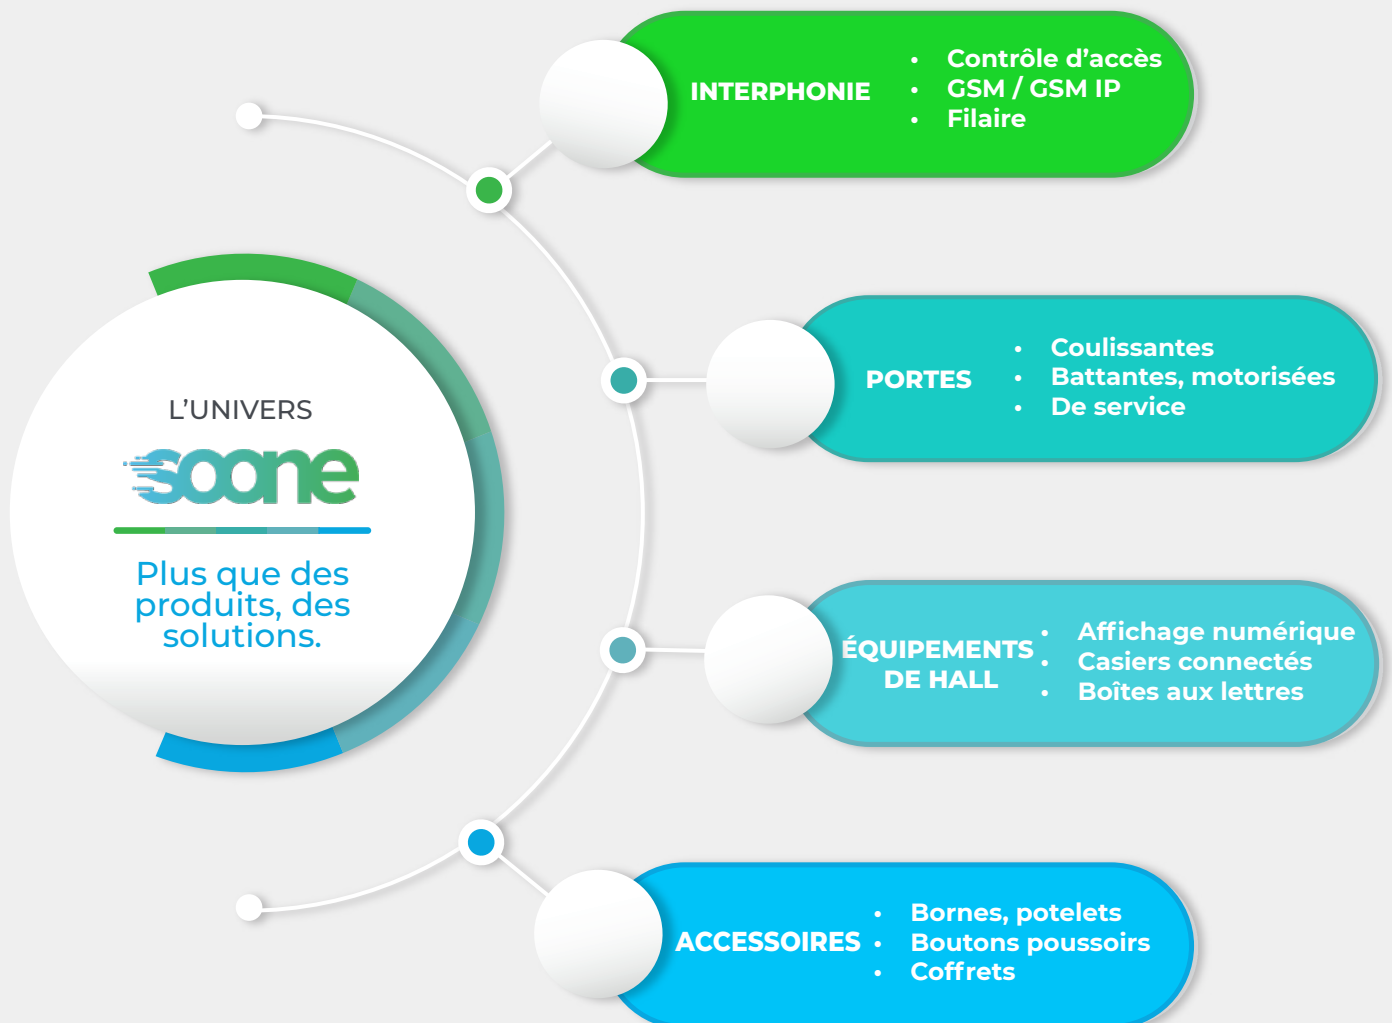 L’UNIVERS
soone
Plus que des
produits, des
solutions.
INTERPHONIE
• Contrôle d’accès
• GSM / GSM IP
• Filaire
PORTES
• Coulissantes
• Battantes, motorisées
• De service
ÉQUIPEMENTS
DE HALL
• Affichage numérique
• Casiers connectés
• Boîtes aux lettres
ACCESSOIRES
• Bornes, potelets
• Boutons poussoirs
• Coffrets